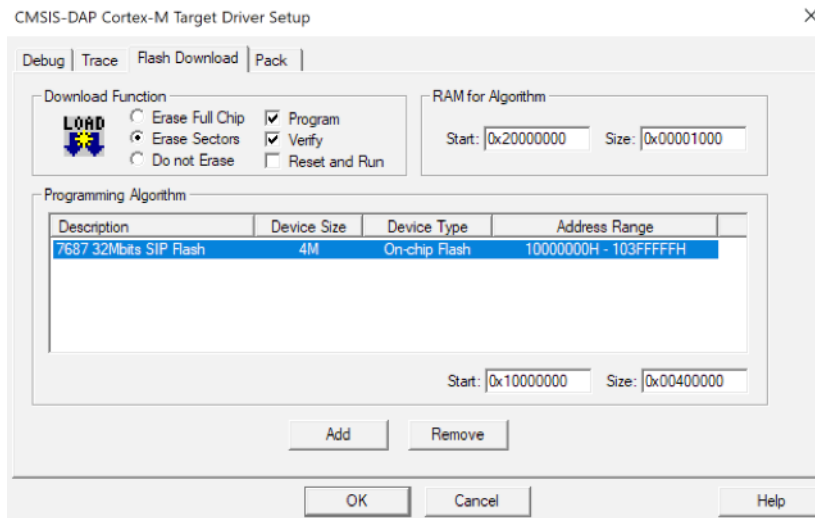 CMSIS-DAP Cortex-M Target Driver Setup
Debug Trace Flash Download Pack
Download Function
LOAD
Erase Full Chip
Erase Sectors
Do not Erase
Program
Verify
Reset and Run
RAM for Algorithm
Start: 0x20000000 Size: 0x00001000
Programming Algorithm
Description Device Size Device Type Address Range
7687 32Mbits SIP Flash 4M On-chip Flash 10000000H - 103FFFFFH
Start: 0x10000000 Size: 0x00400000
Add Remove
OK Cancel Help